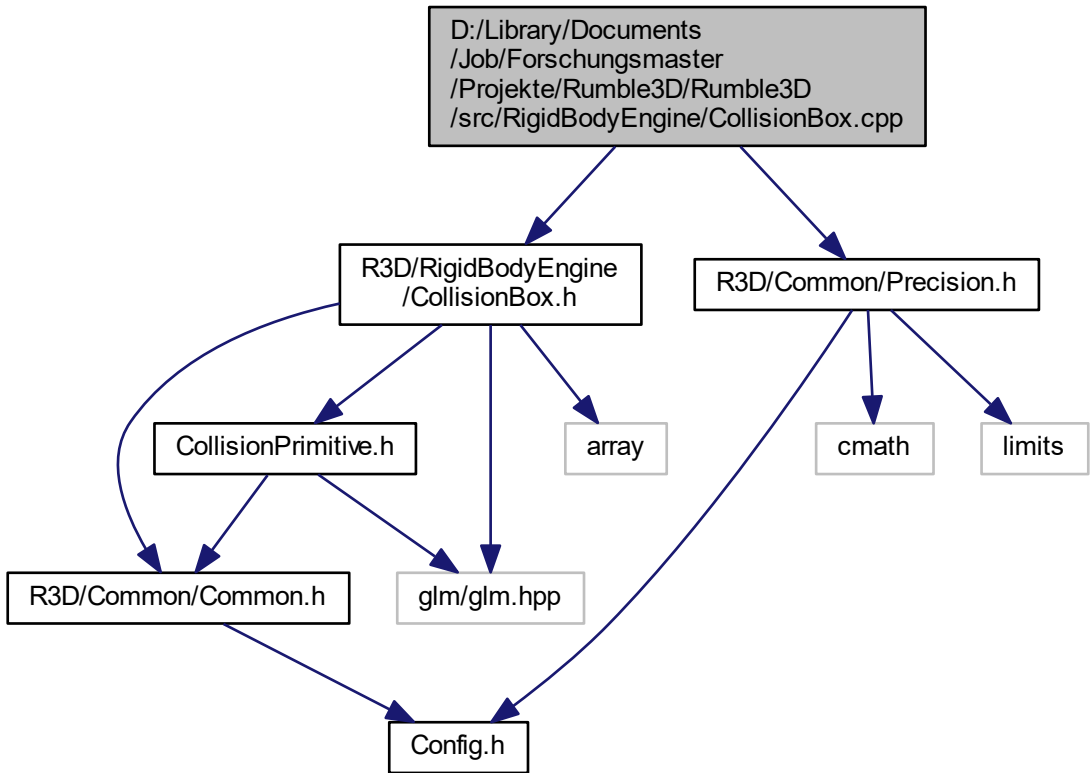 D:/Library/Documents
/Job/Forschungsmaster
/Projekte/Rumble3D/Rumble3D
/src/RigidBodyEngine/CollisionBox.cpp
R3D/RigidBodyEngine
/CollisionBox.h
R3D/Common/Precision.h
CollisionPrimitive.h
array
cmath
limits
R3D/Common/Common.h
glm/glm.hpp
Config.h